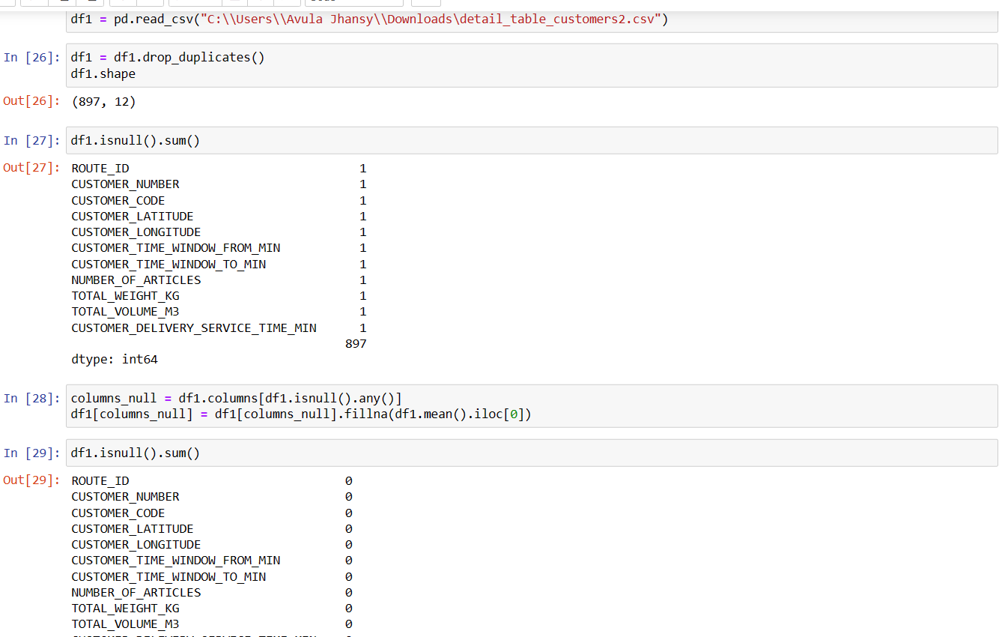 df1 = pd.read_csv("C:\\Users\\Avula Jhansy\\Downloads\detail_table_customers2.csv")
In [26]: df1 = df1.drop_duplicates()
df1.shape
Out[26]: (897, 12)
In [27]: df1.isnull().sum()
Out[27]: ROUTE_ID 1
CUSTOMER_NUMBER 1
CUSTOMER_CODE 1
CUSTOMER_LATITUDE 1
CUSTOMER_LONGITUDE 1
CUSTOMER_TIME_WINDOW_FROM_MIN 1
CUSTOMER_TIME_WINDOW_TO_MIN 1
NUMBER_OF_ARTICLES 1
TOTAL_WEIGHT_KG 1
TOTAL_VOLUME_M3 1
CUSTOMER_DELIVERY_SERVICE_TIME_MIN 1
897
dtype: int64
In [28]: columns_null = df1.columns[df1.isnull().any()]
df1[columns_null] = df1[columns_null].fillna(df1.mean().iloc[0])
In [29]: df1.isnull().sum()
Out[29]: ROUTE_ID 0
CUSTOMER_NUMBER 0
CUSTOMER_CODE 0
CUSTOMER_LATITUDE 0
CUSTOMER_LONGITUDE 0
CUSTOMER_TIME_WINDOW_FROM_MIN 0
CUSTOMER_TIME_WINDOW_TO_MIN 0
NUMBER_OF_ARTICLES 0
TOTAL_WEIGHT_KG 0
TOTAL_VOLUME_M3 0